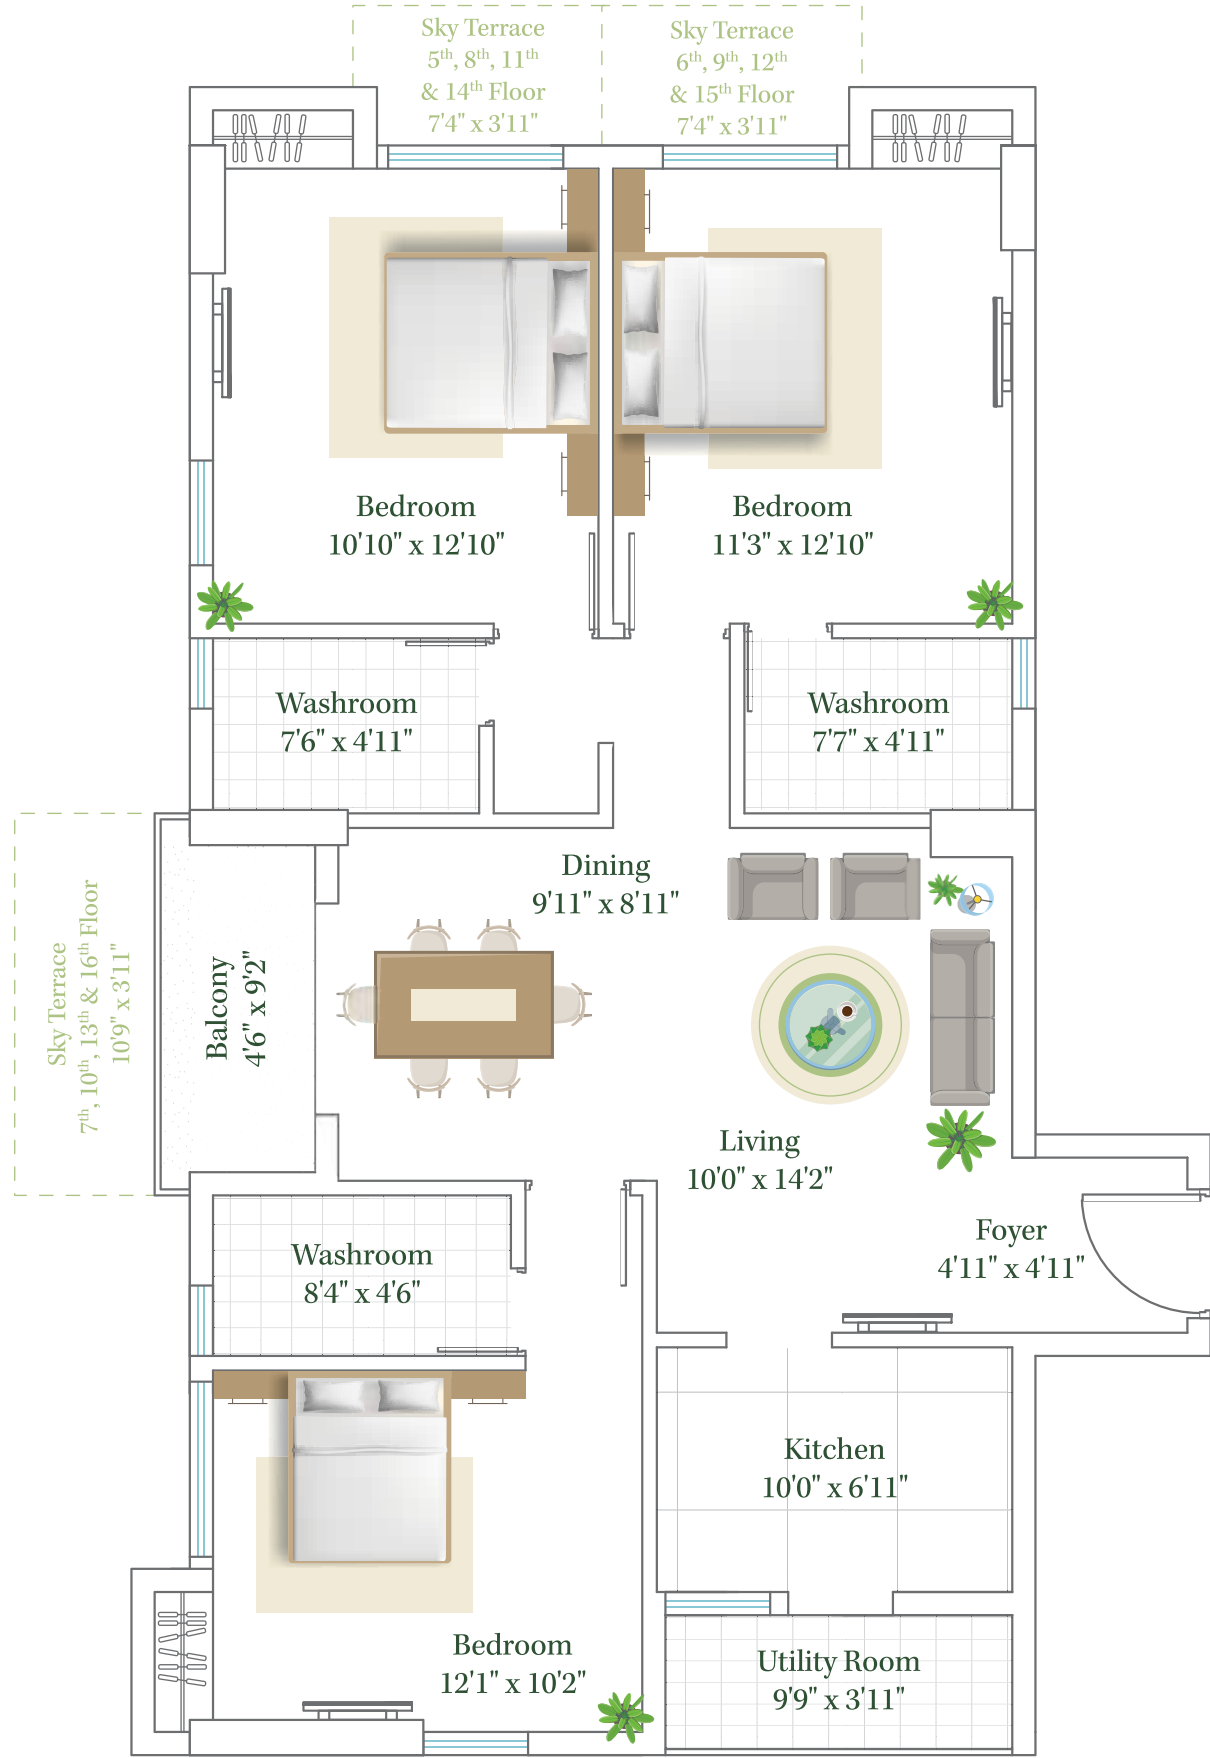 Sky Terrace
5th, 8th, 11th
& 14th Floor
7'4" x 3'11"
Sky Terrace
6th, 9th, 12th
& 15th Floor
7'4" x 3'11"
Bedroom
10'10" x 12'10"
Bedroom
11'3" x 12'10"
Washroom
7'6" x 4'11"
Washroom
7'7" x 4'11"
Dining
9'11" x 8'11"
Sky Terrace
7th, 10th, 13th & 16th Floor
10'9" x 3'11"
Balcony
4'6" x 9'2"
Living
10'0" x 14'2"
Foyer
4'11" x 4'11"
Washroom
8'4" x 4'6"
Kitchen
10'0" x 6'11"
Bedroom
12'1" x 10'2"
Utility Room
9'9" x 3'11"